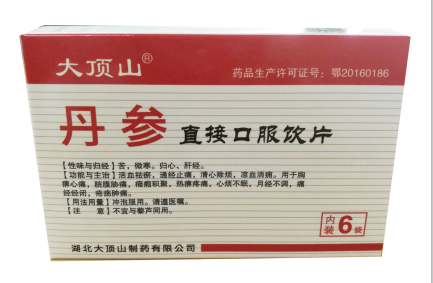 大顶山®
药品生产许可证号：鄂20160186
丹参 直接口服饮片
【性味与归经】苦，微寒。归心、肝经。
【功能与主治】活血祛瘀，通经止痛，清心除烦，凉血消痈。用于胸
痹心痛，脘腹胁痛，癥瘕积聚，热痹疼痛，心烦不眠，月经不调，痛
经经闭，疮疡肿痛。
【用法用量】冲泡服用。请遵医嘱。
【注　　意】不宜与藜芦同用。
内装6袋
湖北大顶山制药有限公司